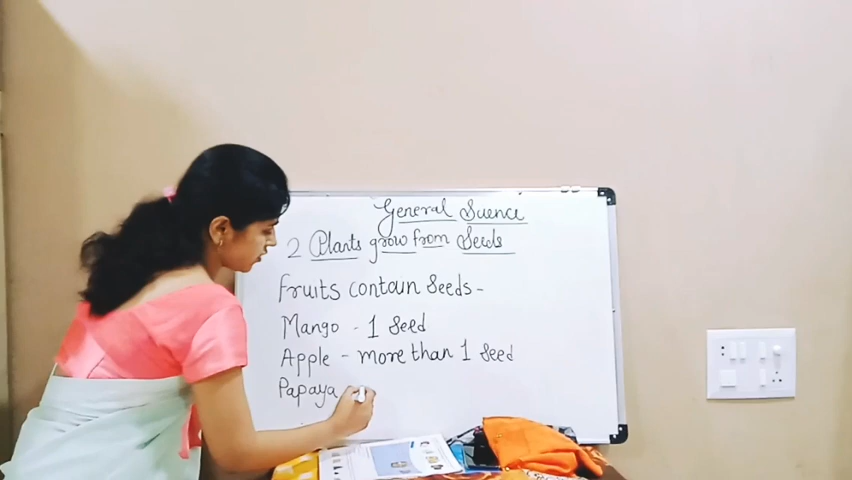 General Science
2 Plants grow from Seeds
Fruits contain Seeds -
Mango - 1 Seed
Apple - more than 1 Seed
Papaya